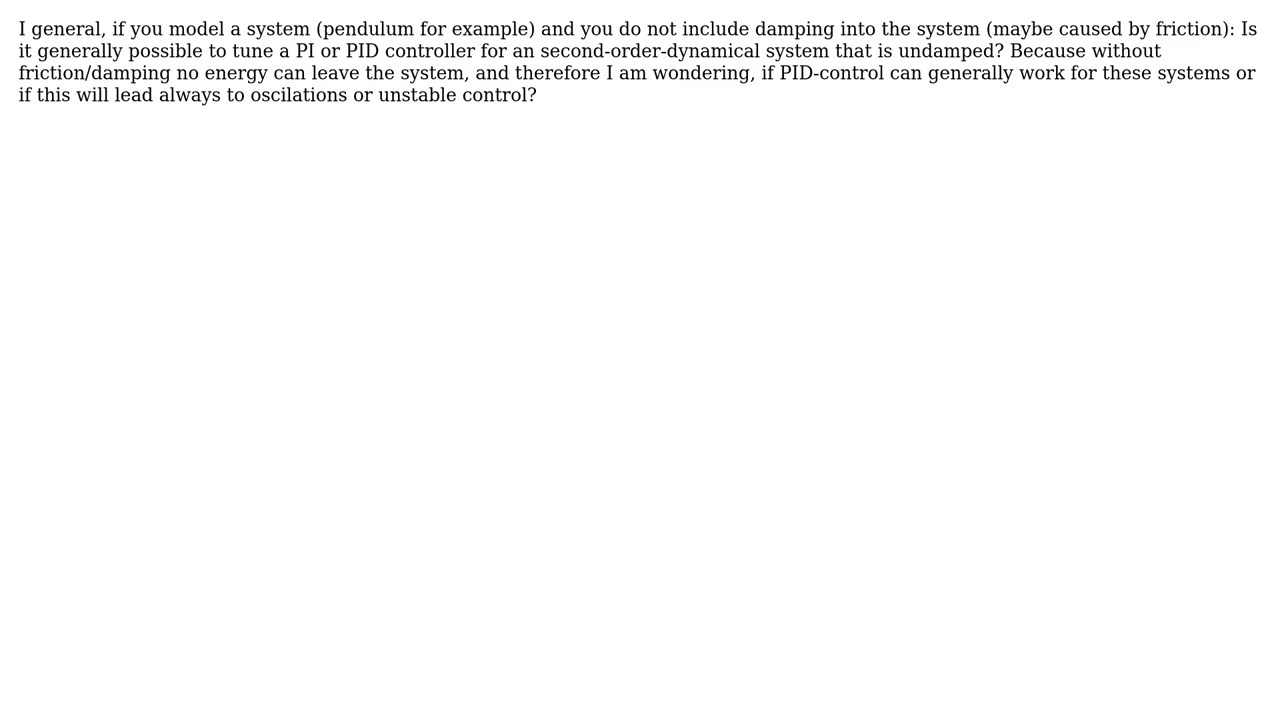 I general, if you model a system (pendulum for example) and you do not include damping into the system (maybe caused by friction): Is
it generally possible to tune a PI or PID controller for an second-order-dynamical system that is undamped? Because without
friction/damping no energy can leave the system, and therefore I am wondering, if PID-control can generally work for these systems or
if this will lead always to oscilations or unstable control?